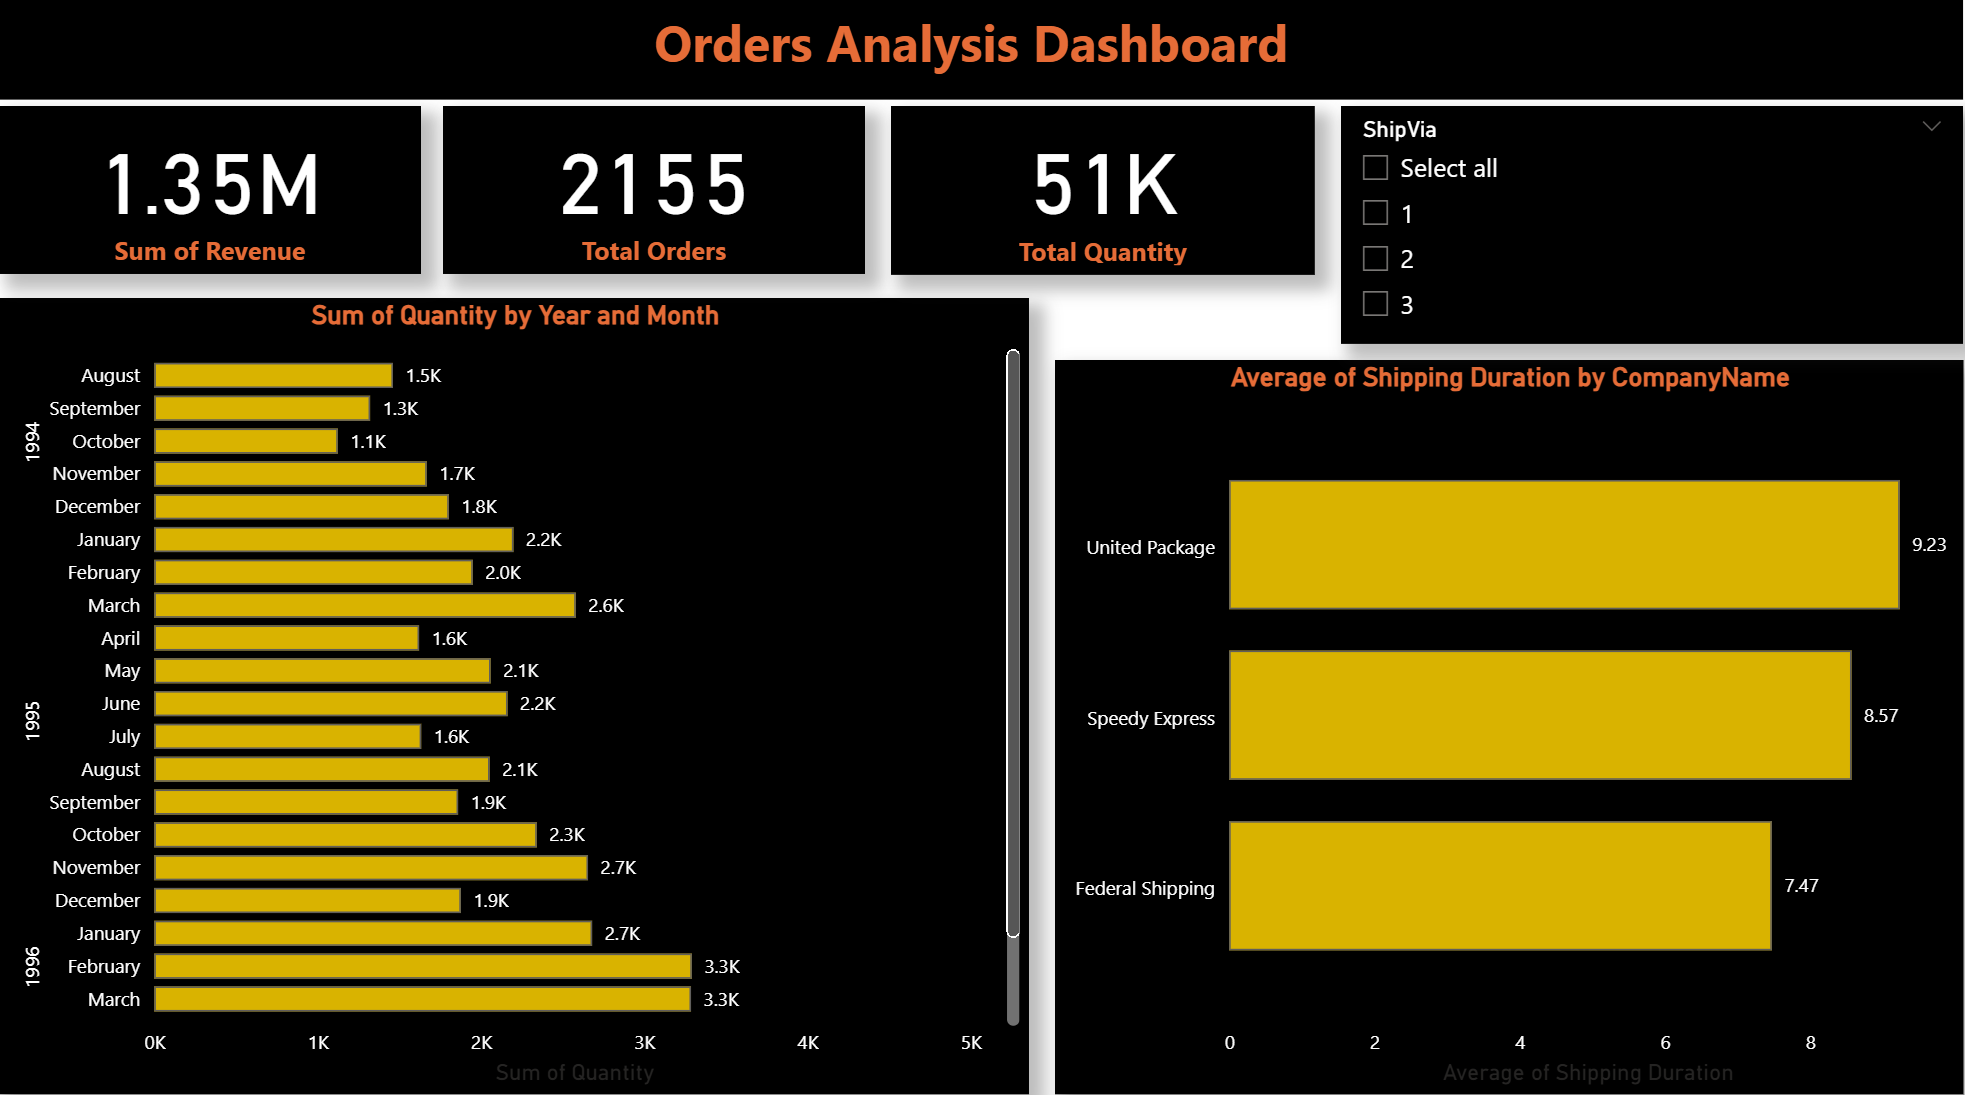 Orders Analysis Dashboard
1.35M
Sum of Revenue
2155
Total Orders
51K
Total Quantity
ShipVia
Select all
1
2
3
Sum of Quantity by Year and Month
1994
August 1.5K
September 1.3K
October 1.1K
November 1.7K
December 1.8K
1995
January 2.2K
February 2.0K
March 2.6K
April 1.6K
May 2.1K
June 2.2K
July 1.6K
August 2.1K
September 1.9K
October 2.3K
November 2.7K
December 1.9K
1996
January 2.7K
February 3.3K
March 3.3K
0K 1K 2K 3K 4K 5K
Sum of Quantity
Average of Shipping Duration by CompanyName
United Package 9.23
Speedy Express 8.57
Federal Shipping 7.47
0 2 4 6 8
Average of Shipping Duration